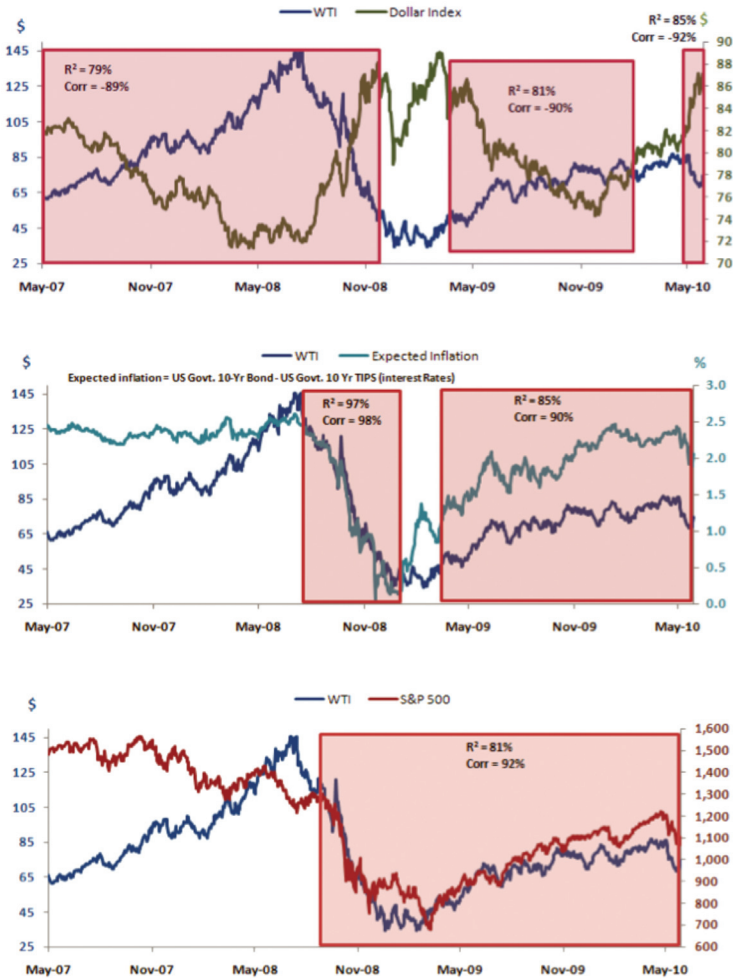 WTI Dollar Index
R² = 85%
Corr = -92%
$ $
145 90
125 88
105 86
85 84
65 82
45 80
25 78
76
74
72
70
R² = 79%
Corr = -89%
R² = 81%
Corr = -90%
May-07 Nov-07 May-08 Nov-08 May-09 Nov-09 May-10
WTI Expected Inflation
$ %
Expected inflation = US Govt. 10-Yr Bond - US Govt. 10 Yr TIPS (interest Rates)
145 3.0
125 2.5
105 2.0
85 1.5
65 1.0
45 0.5
25 0.0
R² = 97%
Corr = 98%
R² = 85%
Corr = 90%
May-07 Nov-07 May-08 Nov-08 May-09 Nov-09 May-10
WTI S&P 500
$
145 1,600
125 1,500
105 1,400
85 1,300
65 1,200
45 1,100
25 1,000
900
800
700
600
R² = 81%
Corr = 92%
May-07 Nov-07 May-08 Nov-08 May-09 Nov-09 May-10